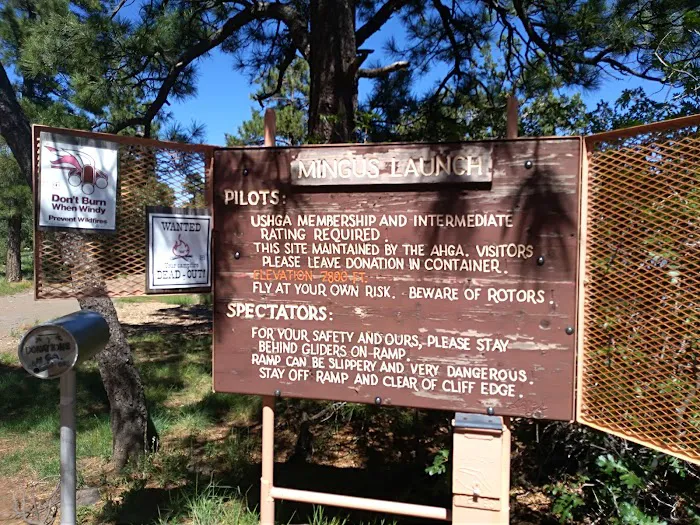 MINGUS LAUNCH
PILOTS:
USHGA MEMBERSHIP AND INTERMEDIATE
RATING REQUIRED
THIS SITE MAINTAINED BY THE AHGA. VISITORS
PLEASE LEAVE DONATION IN CONTAINER.
ELEVATION 7800 FT.
FLY AT YOUR OWN RISK. BEWARE OF ROTORS.
SPECTATORS:
FOR YOUR SAFETY AND OURS, PLEASE STAY
BEHIND GLIDERS ON RAMP.
RAMP CAN BE SLIPPERY AND VERY DANGEROUS.
STAY OFF RAMP AND CLEAR OF CLIFF EDGE.
Don't Burn
When Windy
Prevent Wildfires
WANTED
Your campfire
DEAD-OUT!
DONATIONS